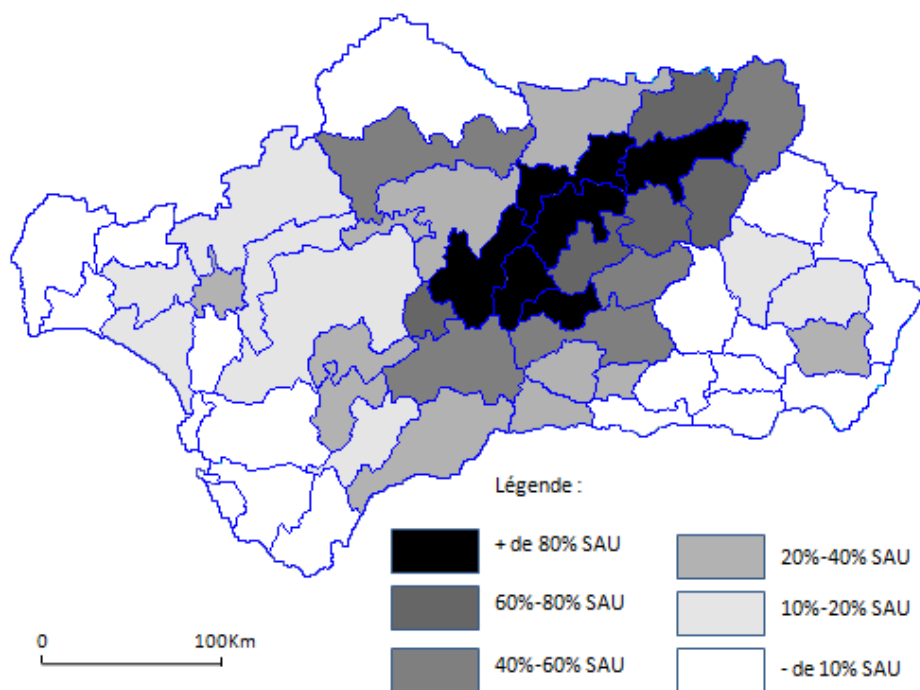 Légende :
+ de 80% SAU
60%-80% SAU
40%-60% SAU
20%-40% SAU
10%-20% SAU
- de 10% SAU
0 100Km